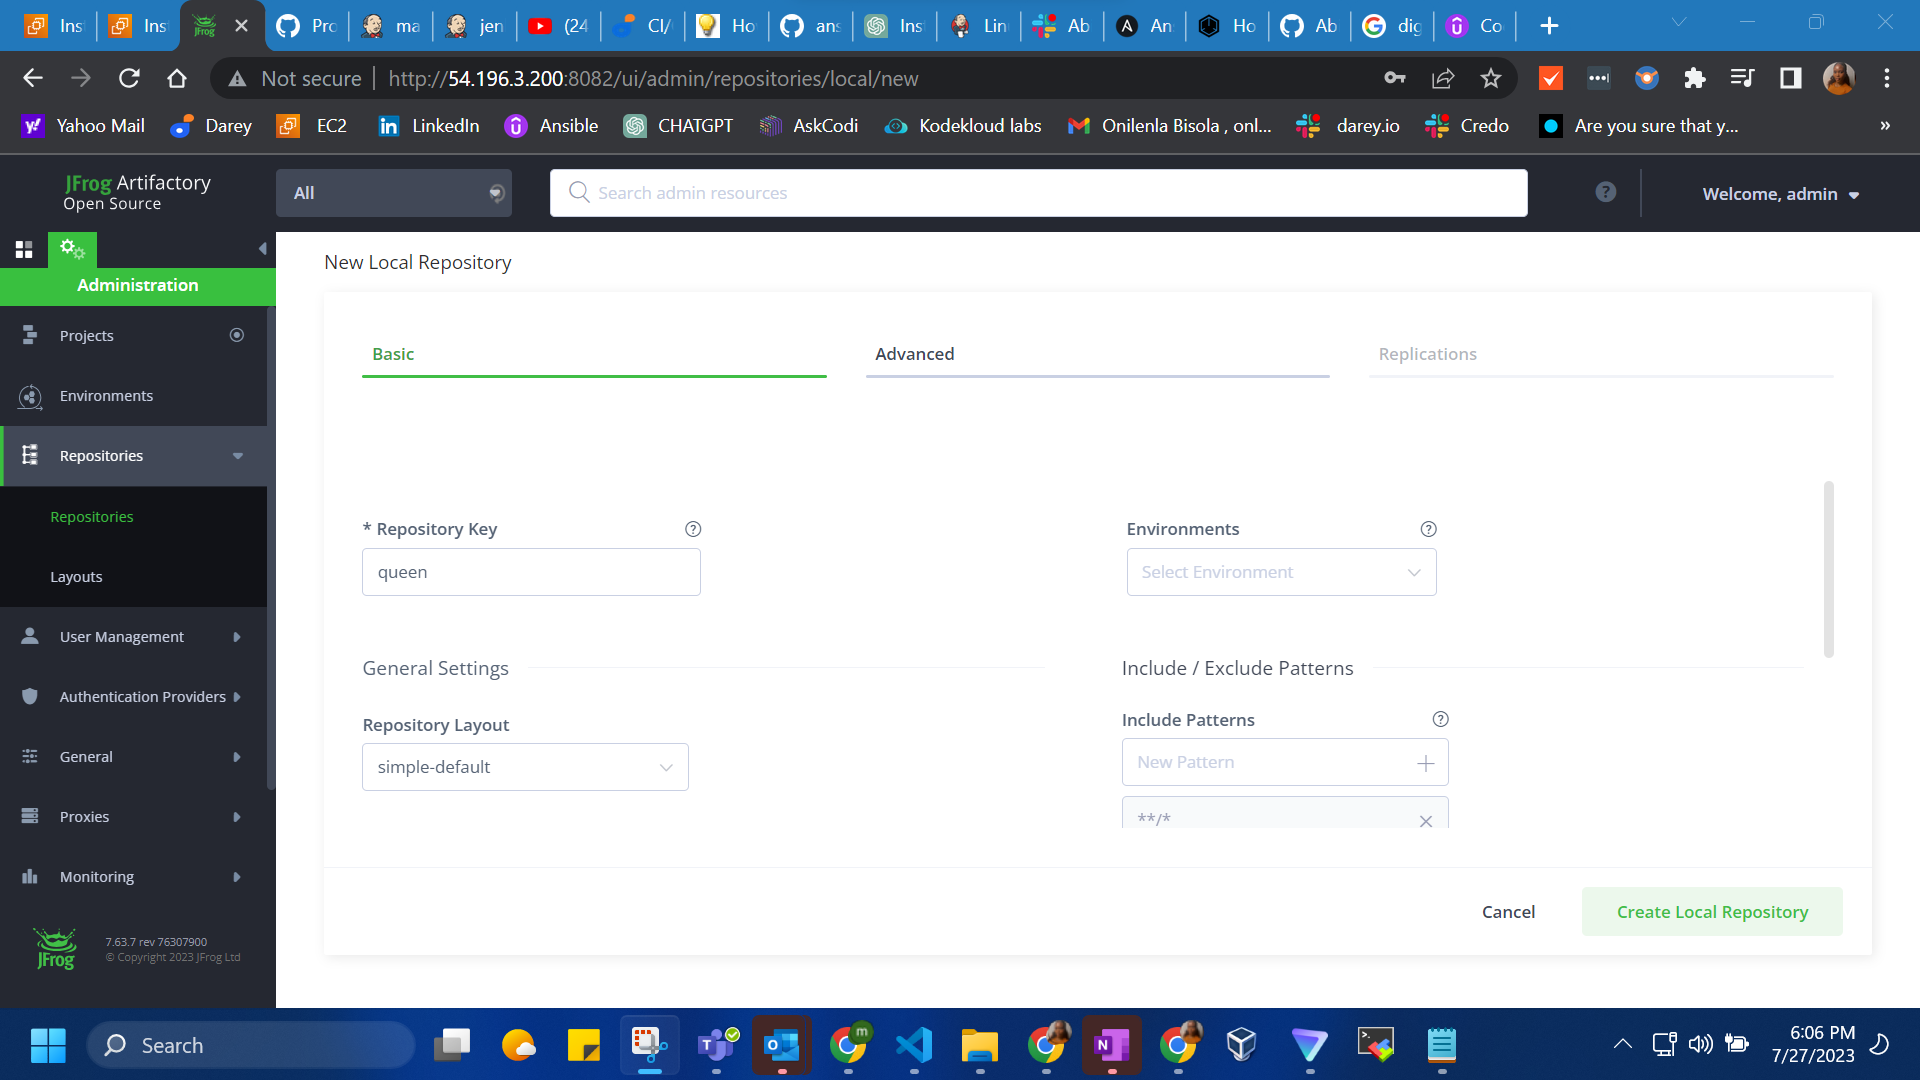 Ins
Ins
Pro
ma
jen
(24
CI/
Ho
ans
Ins
Lin
Ab
An
Ho
Ab
dig
Co
Not secure
http://54.196.3.200:8082/ui/admin/repositories/local/new
Yahoo Mail
Darey
EC2
LinkedIn
Ansible
CHATGPT
AskCodi
Kodekloud labs
Onilenla Bisola , onl...
darey.io
Credo
Are you sure that y...
»
JFrog Artifactory
Open Source
All
Search admin resources
Welcome, admin
Administration
Projects
Environments
Repositories
Repositories
Layouts
User Management
Authentication Providers
General
Proxies
Monitoring
JFrog
7.63.7 rev 76307900
© Copyright 2023 JFrog Ltd
New Local Repository
Basic
Advanced
Replications
* Repository Key
queen
Environments
Select Environment
General Settings
Repository Layout
simple-default
Include / Exclude Patterns
Include Patterns
New Pattern
**/*
Cancel
Create Local Repository
Search
6:06 PM
7/27/2023